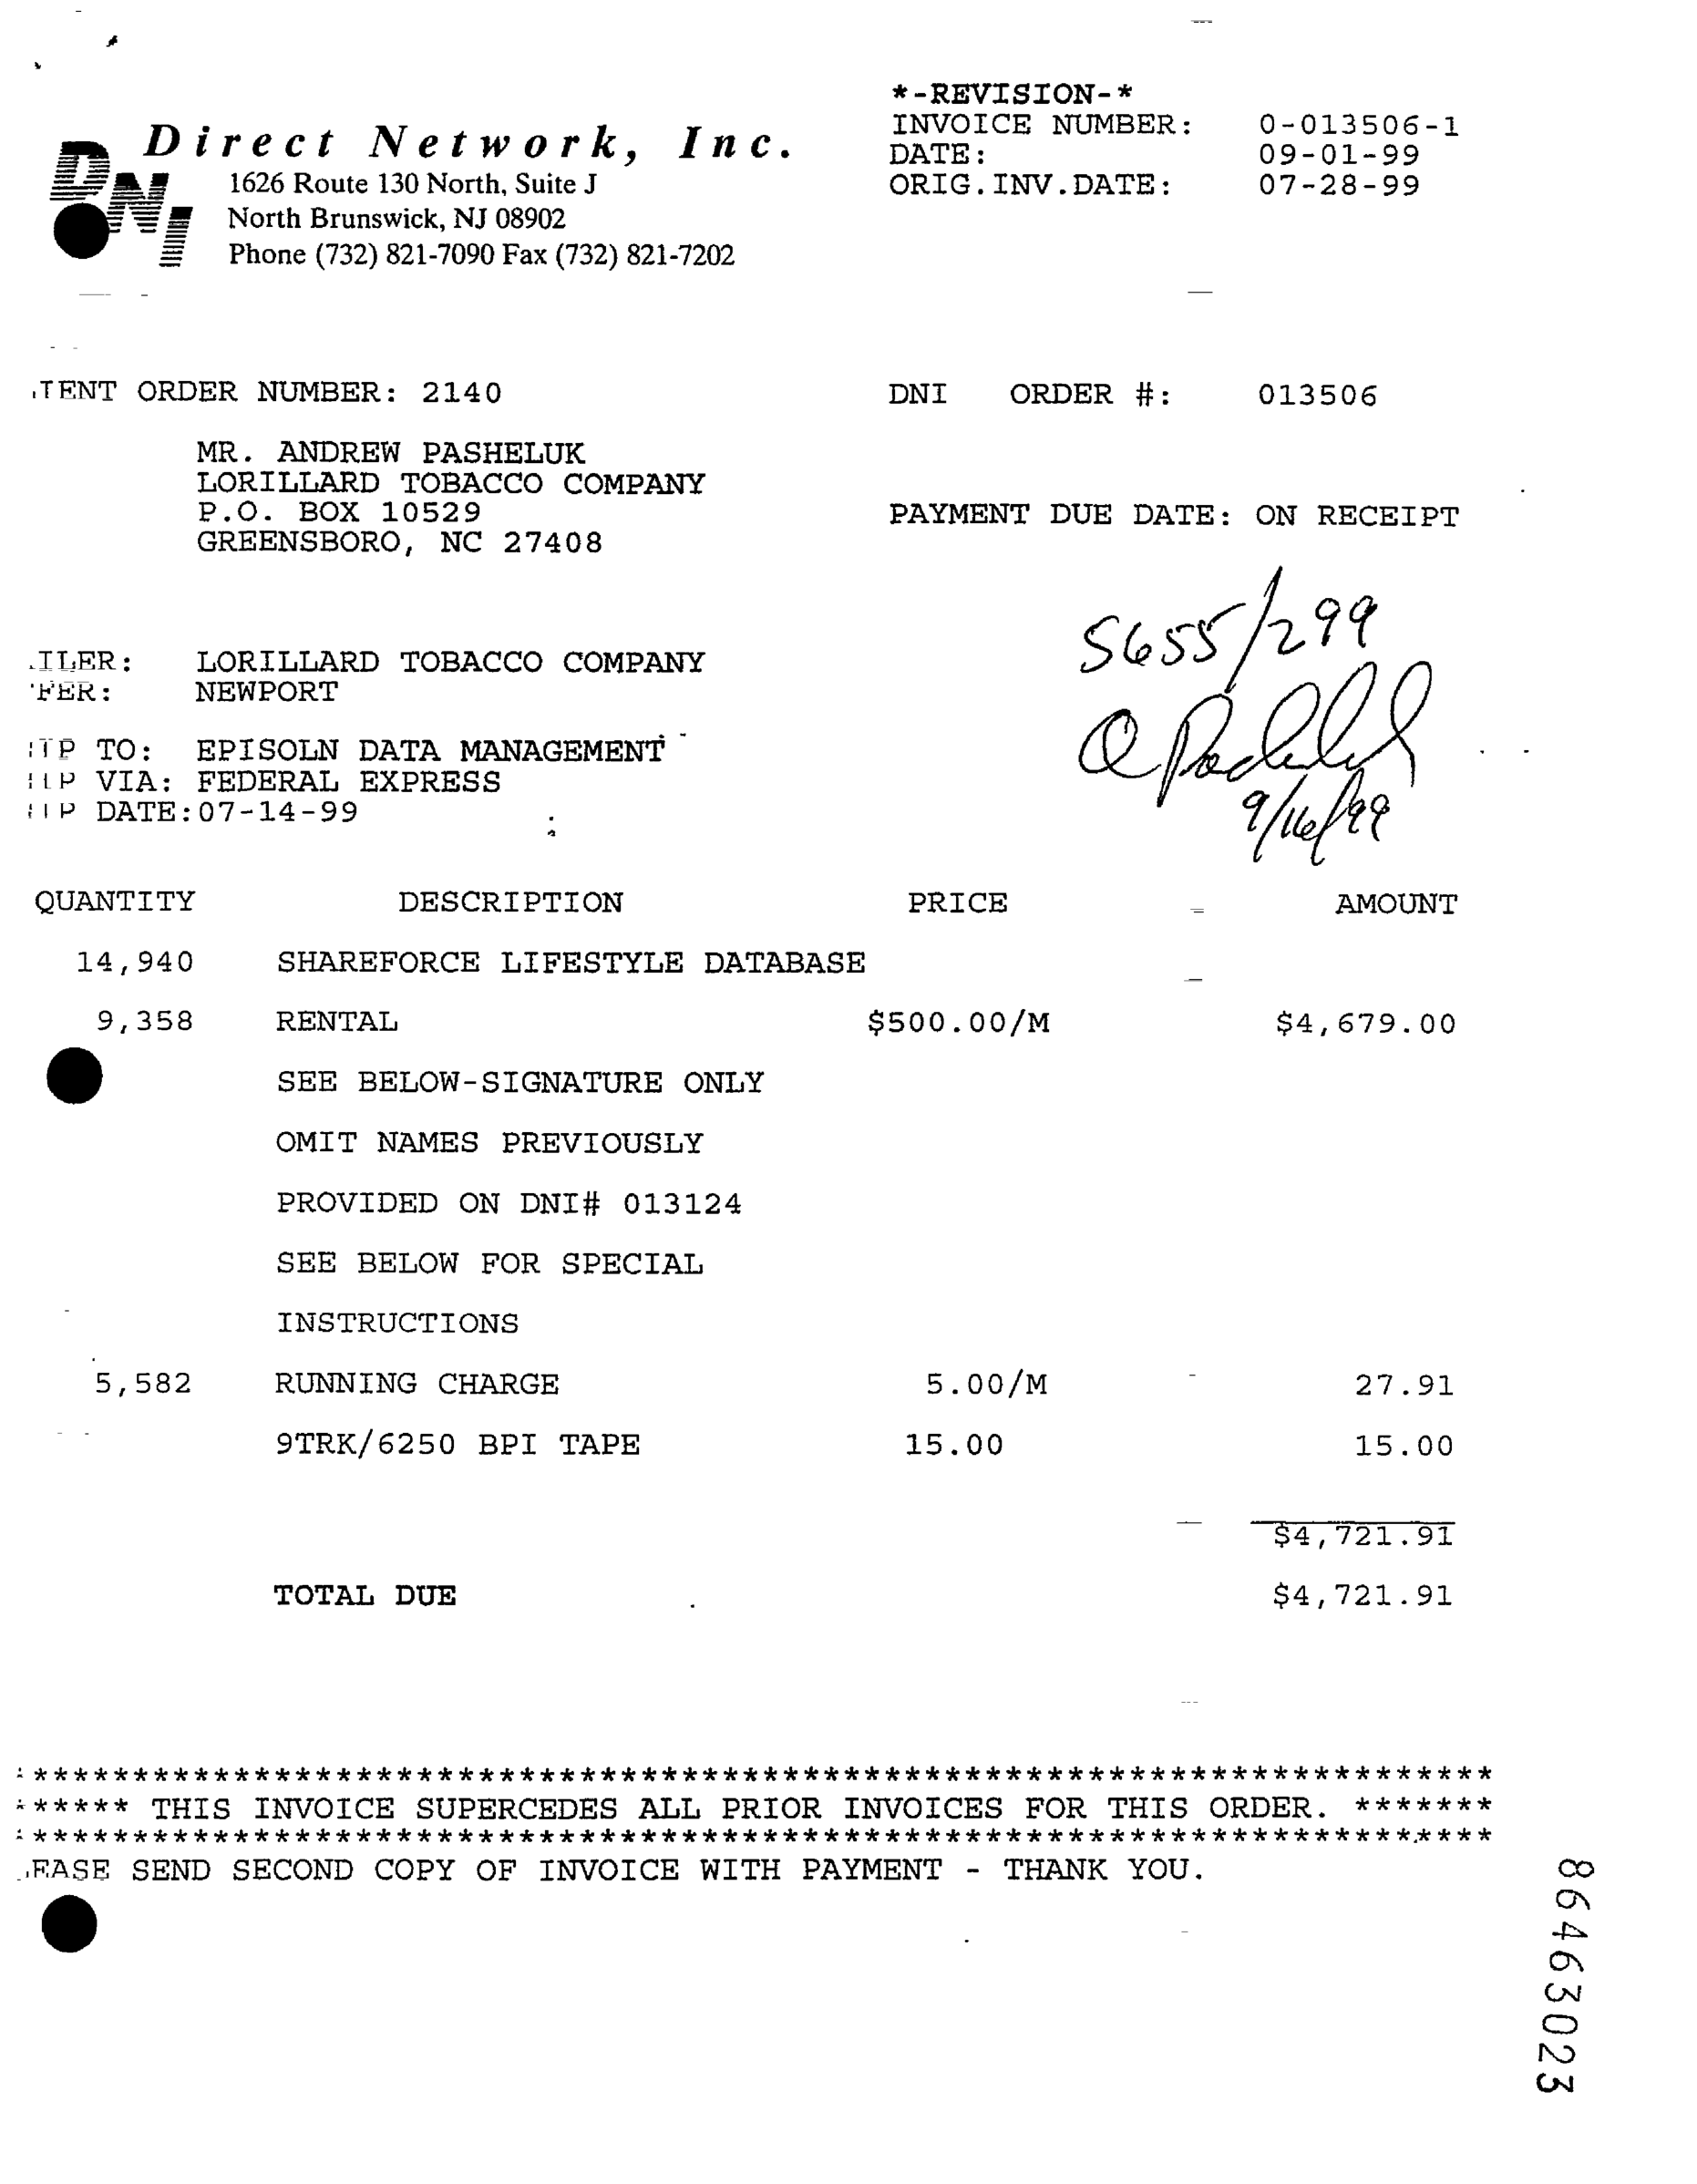 *-REVISION-*
INVOICE NUMBER: 0-013506-1
DATE: 09-01-99
ORIG.INV.DATE: 07-28-99
DNI
Direct Network, Inc.
1626 Route 130 North, Suite J
North Brunswick, NJ 08902
Phone (732) 821-7090 Fax (732) 821-7202
IENT ORDER NUMBER: 2140 DNI ORDER #: 013506
MR. ANDREW PASHELUK
LORILLARD TOBACCO COMPANY
P.O. BOX 10529
GREENSBORO, NC 27408
PAYMENT DUE DATE: ON RECEIPT
5655/299
9/16/99
ILER: LORILLARD TOBACCO COMPANY
FER: NEWPORT
IP TO: EPISOLN DATA MANAGEMENT
IP VIA: FEDERAL EXPRESS
IP DATE:07-14-99
QUANTITY DESCRIPTION PRICE AMOUNT
14,940 SHAREFORCE LIFESTYLE DATABASE
9,358 RENTAL $500.00/M $4,679.00
SEE BELOW-SIGNATURE ONLY
OMIT NAMES PREVIOUSLY
PROVIDED ON DNI# 013124
SEE BELOW FOR SPECIAL
INSTRUCTIONS
5,582 RUNNING CHARGE 5.00/M 27.91
9TRK/6250 BPI TAPE 15.00 15.00
$4,721.91
TOTAL DUE $4,721.91
*************************************************************************
****** THIS INVOICE SUPERCEDES ALL PRIOR INVOICES FOR THIS ORDER. *******
*************************************************************************
EASE SEND SECOND COPY OF INVOICE WITH PAYMENT - THANK YOU.
86463023